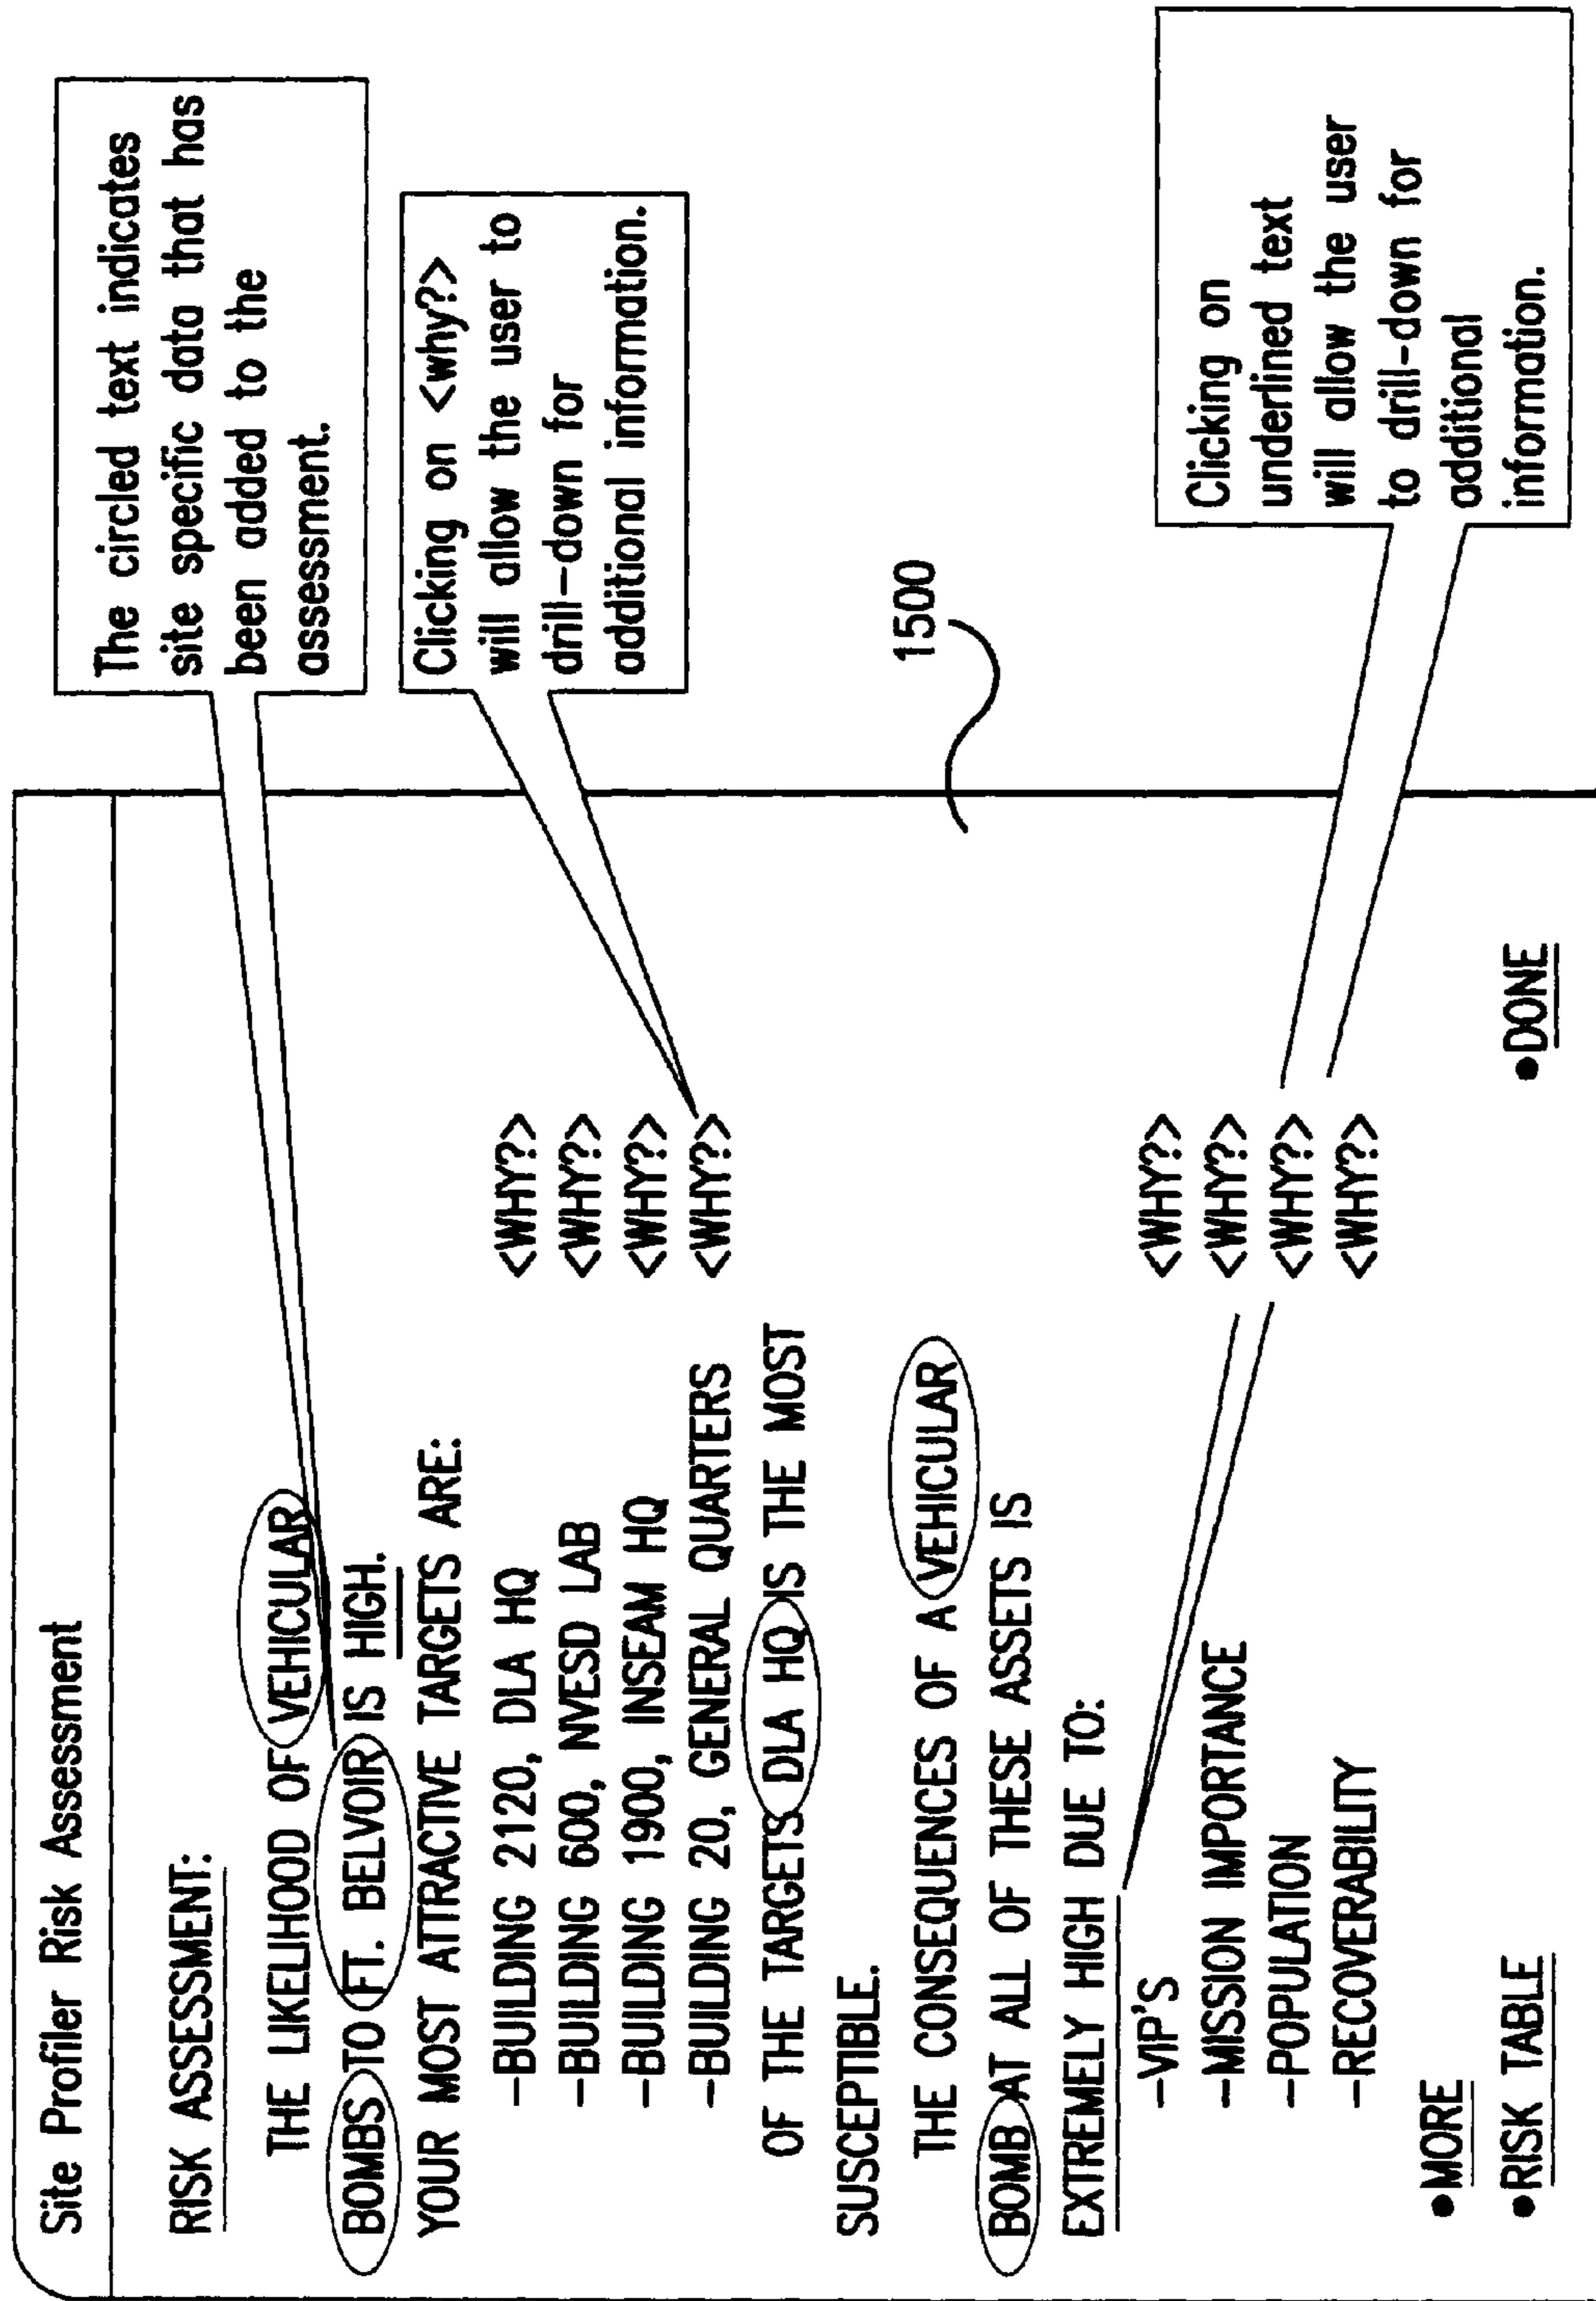 Site Profiler Risk Assessment
RISK ASSESSMENT:
THE LIKELIHOOD OF VEHICULAR
BOMBS TO FT. BELVOIR IS HIGH.
YOUR MOST ATTRACTIVE TARGETS ARE:
-BUILDING 2120, DLA HQ <WHY?>
-BUILDING 600, NVESD LAB <WHY?>
-BUILDING 1900, INSEAM HQ <WHY?>
-BUILDING 20, GENERAL QUARTERS <WHY?>
OF THE TARGETS DLA HQ IS THE MOST
SUSCEPTIBLE.
THE CONSEQUENCES OF A VEHICULAR
BOMB AT ALL OF THESE ASSETS IS
EXTREMELY HIGH DUE TO:
-VIP'S <WHY?>
-MISSION IMPORTANCE <WHY?>
-POPULATION <WHY?>
-RECOVERABILITY <WHY?>
•MORE
•RISK TABLE •DONE
The circled text indicates
site specific data that has
been added to the
assessment.
Clicking on <why?>
will allow the user to
drill-down for
additional information.
1500
Clicking on
underlined text
will allow the user
to drill-down for
additional
information.